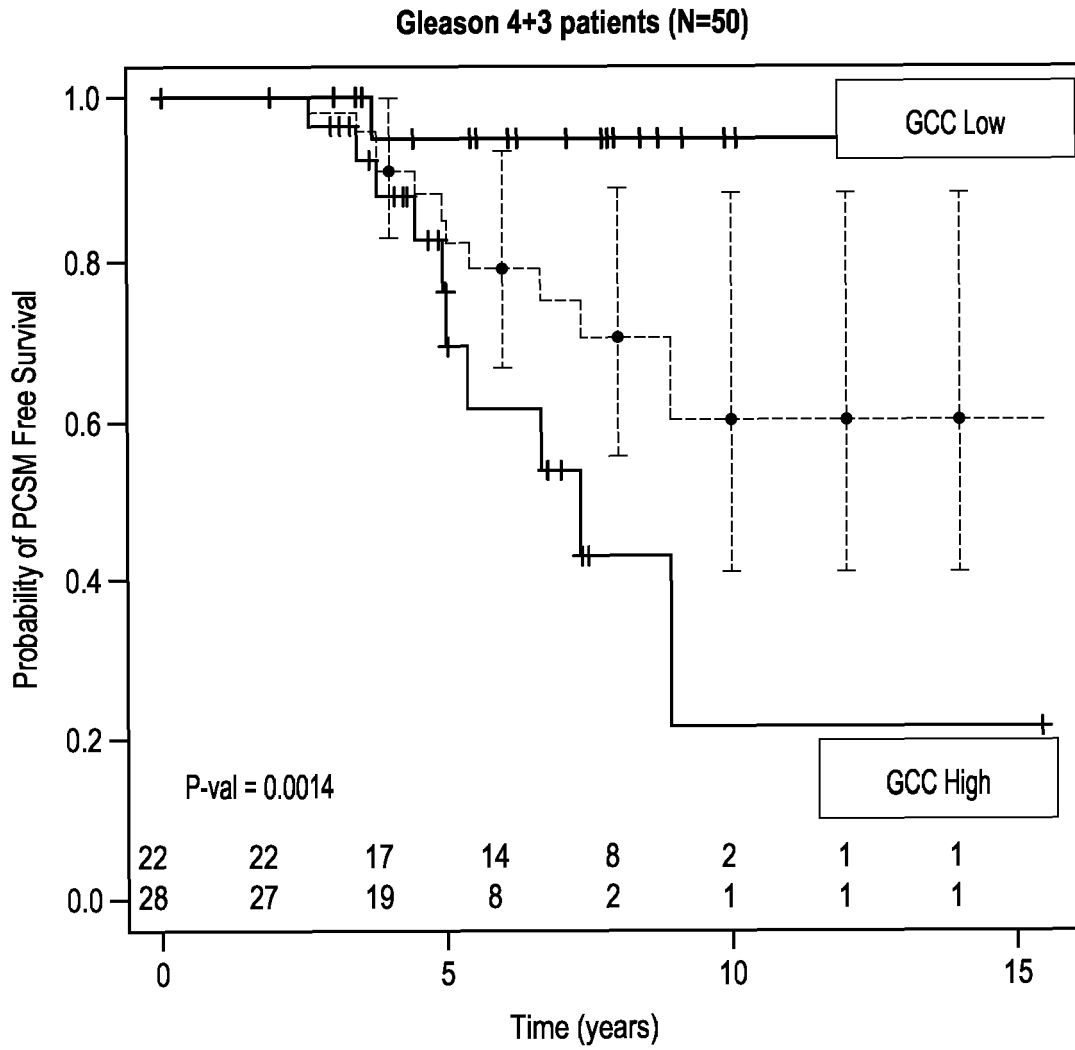 Gleason 4+3 patients (N=50)
Probability of PCSM Free Survival
1.0
0.8
0.6
0.4
0.2
0.0
GCC Low
GCC High
P-val = 0.0014
22 22 17 14 8 2 1 1
28 27 19 8 2 1 1 1
0 5 10 15
Time (years)